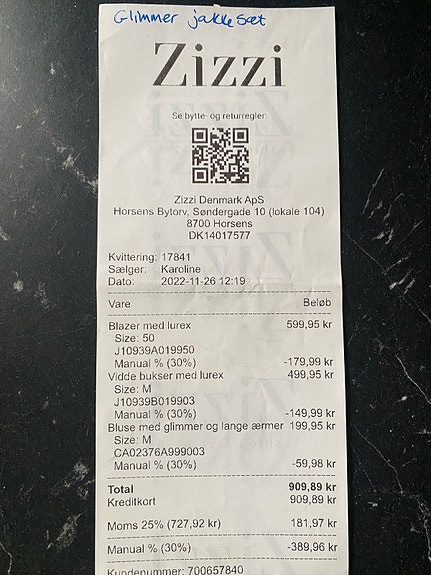 Glimmer jakke sæt
Zizzi
Se bytte- og returregler:
Zizzi Denmark ApS
Horsens Bytorv, Søndergade 10 (lokale 104)
8700 Horsens
DK14017577
Kvittering: 17841
Sælger: Karoline
Dato: 2022-11-26 12:19
Vare Beløb
Blazer med lurex 599,95 kr
Size: 50
J10939A019950
Manual % (30%) -179,99 kr
Vidde bukser med lurex 499,95 kr
Size: M
J10939B019903
Manual % (30%) -149,99 kr
Bluse med glimmer og lange ærmer 199,95 kr
Size: M
CA02376A999003
Manual % (30%) -59,98 kr
Total 909,89 kr
Kreditkort 909,89 kr
Moms 25% (727,92 kr) 181,97 kr
Manual % (30%) -389,96 kr
Kundenummer: 700657840